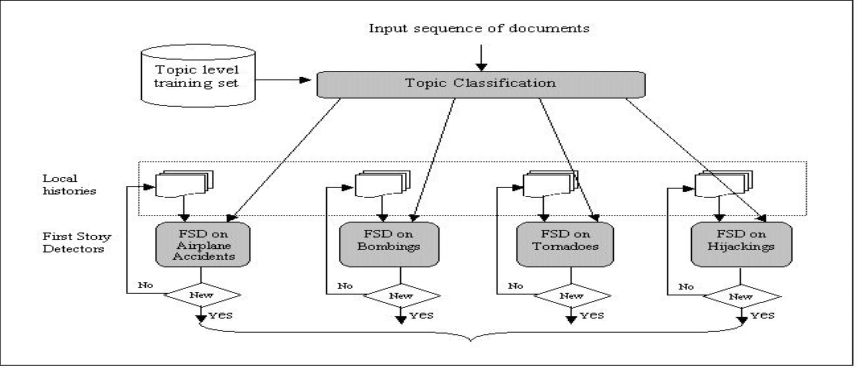 Input sequence of documents
Topic level
training set
Topic Classification
Local
histories
First Story
Detectors
FSD on
Airplane
Accidents
FSD on
Bombings
FSD on
Tornadoes
FSD on
Hijackings
No
New
YES
No
New
YES
No
New
YES
No
New
YES